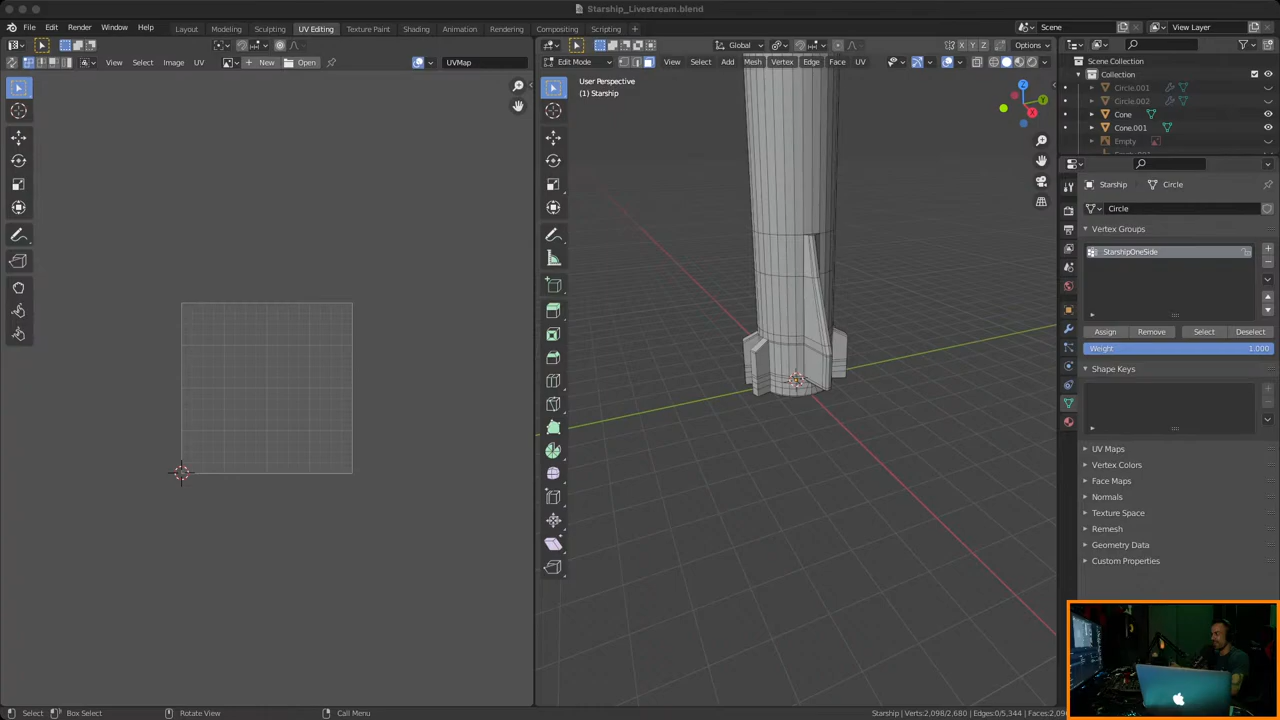 Starship_Livestream.blend
File Edit Render Window Help Layout Modeling Sculpting UV Editing Texture Paint Shading Animation Rendering Compositing Scripting Scene View Layer
Global Options
View Select Image UV New Open UVMap
Edit Mode View Select Add Mesh Vertex Edge Face UV
User Perspective
(1) Starship
Z
Y
X
X Y Z
Scene Collection
Collection
Circle.001
Circle.002
Cone
Cone.001
Empty
Starship Circle
Circle
Vertex Groups
StarshipOneSide
Assign Remove Select Deselect
Weight 1.000
Shape Keys
UV Maps
Vertex Colors
Face Maps
Normals
Texture Space
Remesh
Geometry Data
Custom Properties
Select Box Select Rotate View Call Menu
Starship | Verts:2,098/2,680 | Edges:0/5,344 | Faces:2,09